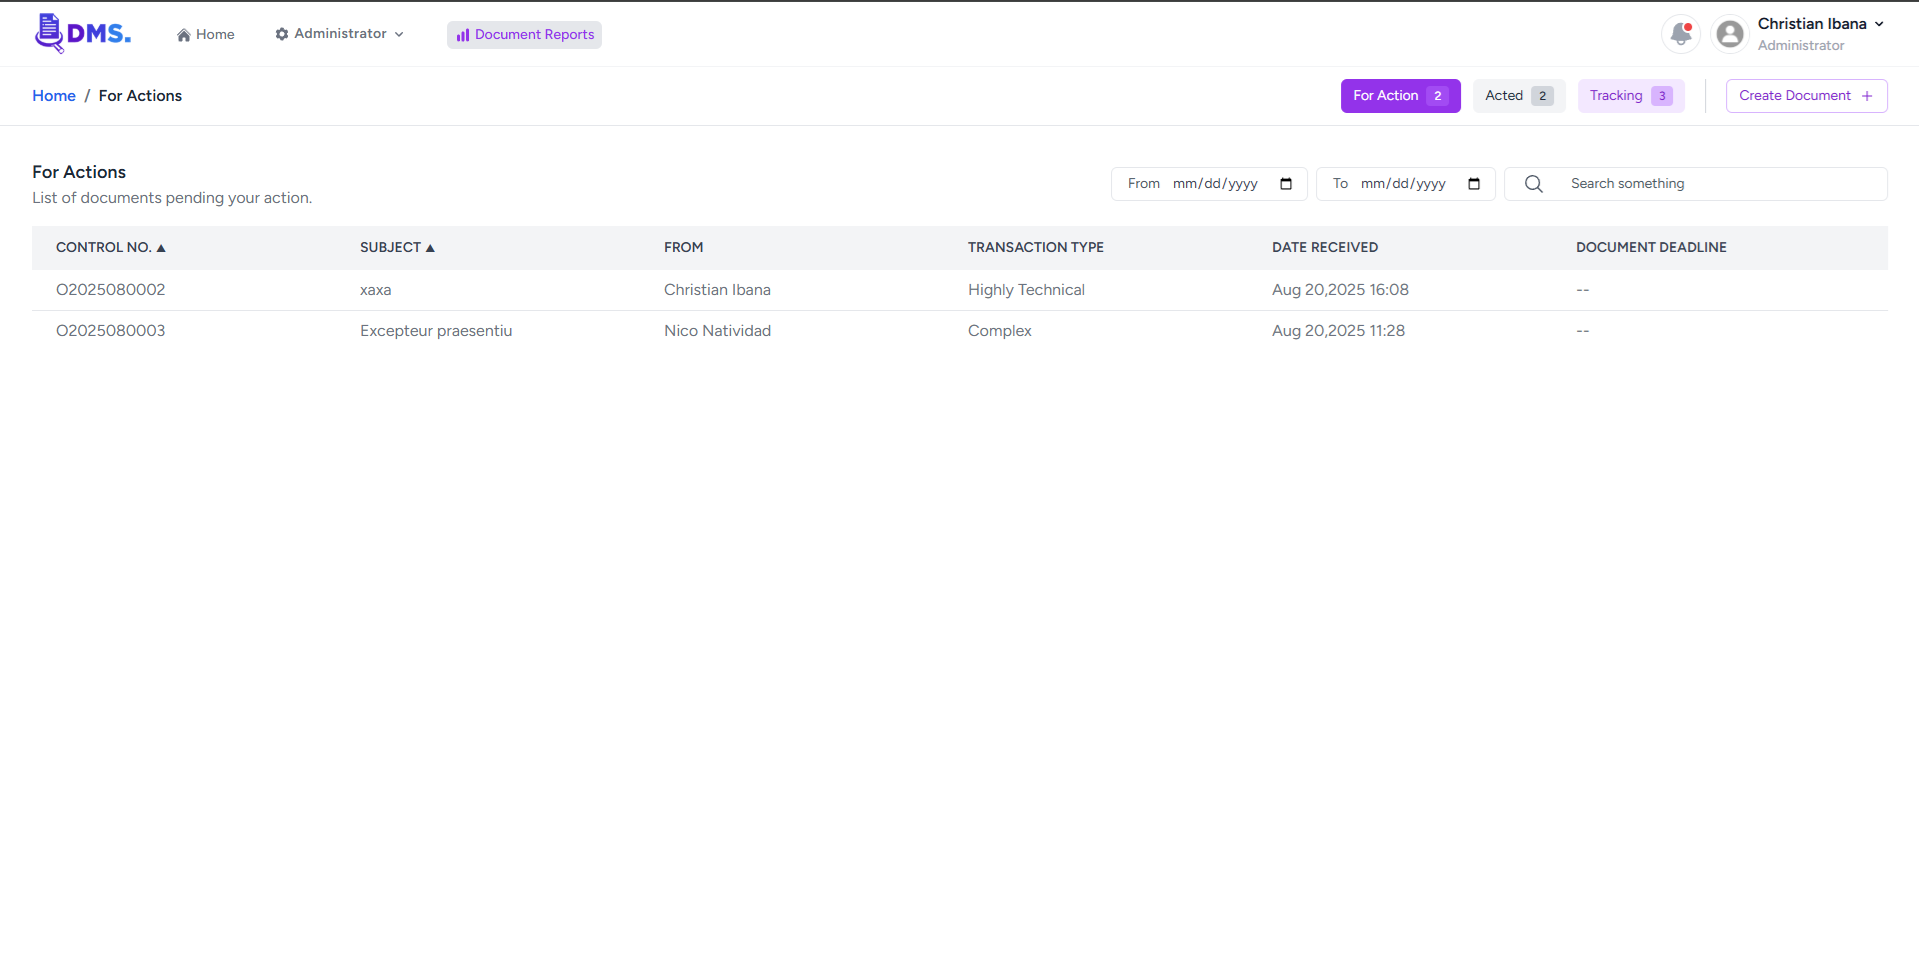 DMS.
Home
Administrator
Document Reports
Christian Ibana
Administrator
Home / For Actions
For Action 2
Acted 2
Tracking 3
Create Document +
For Actions
List of documents pending your action.
From mm/dd/yyyy
To mm/dd/yyyy
Search something
CONTROL NO. ▲ SUBJECT ▲ FROM TRANSACTION TYPE DATE RECEIVED DOCUMENT DEADLINE
O2025080002 xaxa Christian Ibana Highly Technical Aug 20,2025 16:08 --
O2025080003 Excepteur praesentiu Nico Natividad Complex Aug 20,2025 11:28 --